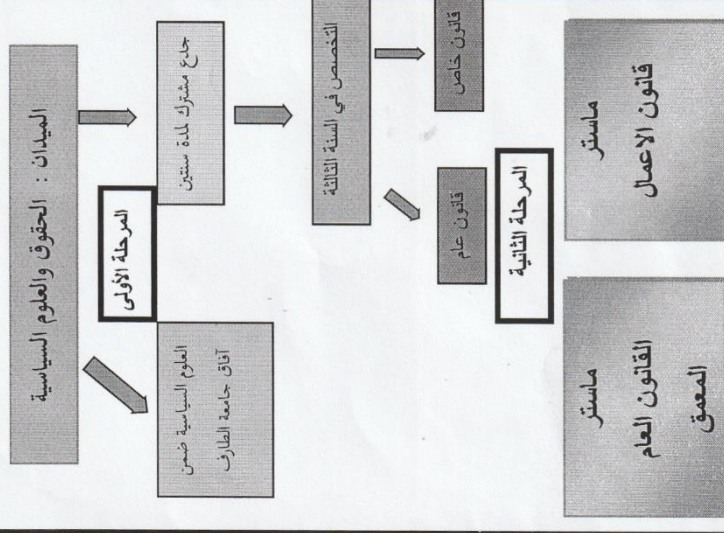 الميدان : الحقوق والعلوم السياسية
المرحلة الأولى
جدع مشترك لمدة سنتين
العلوم السياسية ضمن
آفاق جامعة الطارف
التخصص في السنة الثالثة
قانون خاص
قانون عام
المرحلة الثانية
ماستر
قانون الاعمال
ماستر
القانون العام
المعمق